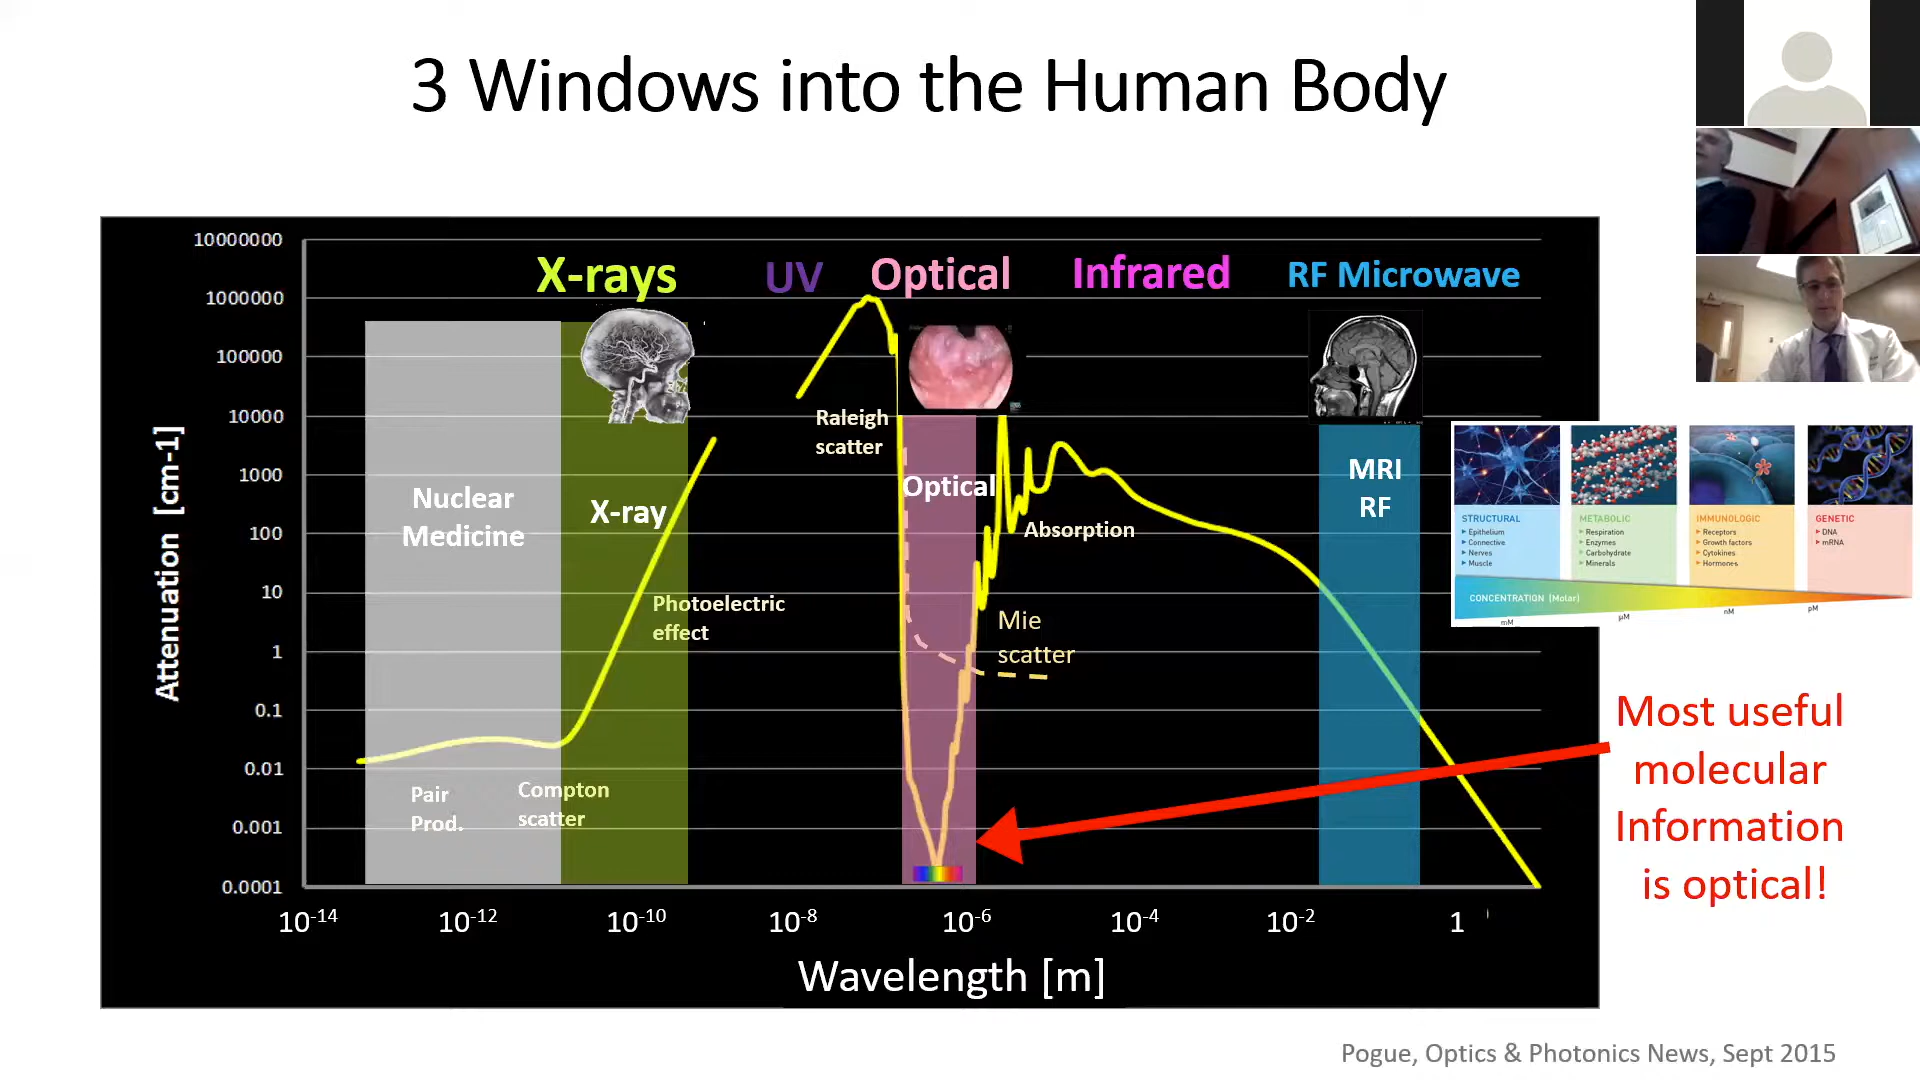 3 Windows into the Human Body
10000000
1000000
100000
10000
1000
100
10
1
0.1
0.01
0.001
0.0001
Attenuation [cm-1]
X-rays
UV
Optical
Infrared
RF Microwave
Nuclear
Medicine
X-ray
Photoelectric
effect
Pair
Prod.
Compton
scatter
Raleigh
scatter
Optical
Absorption
Mie
scatter
MRI
RF
10-14
10-12
10-10
10-8
10-6
10-4
10-2
1
Wavelength [m]
STRUCTURAL
Epithelium
Connective
Nerves
Muscle
METABOLIC
Respiration
Enzymes
Carbohydrate
Minerals
IMMUNOLOGIC
Receptors
Growth factors
Cytokines
Hormones
GENETIC
DNA
mRNA
CONCENTRATION (Molar)
mM
µM
nM
pM
Most useful
molecular
Information
is optical!
Pogue, Optics & Photonics News, Sept 2015